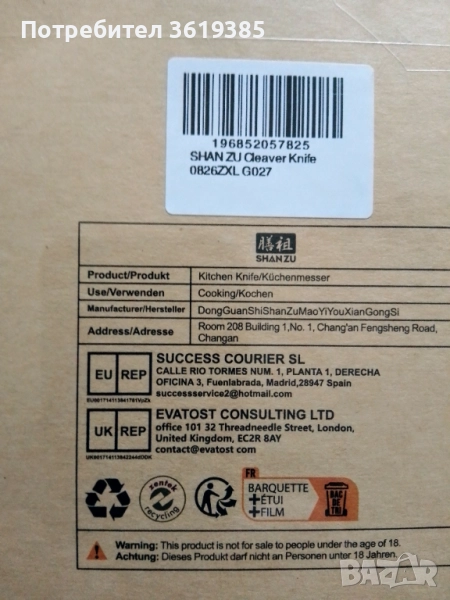 Потребител 3619385
196852057825
SHAN ZU Cleaver Knife
0826ZXL G027
膳祖
SHANZU
Product/Produkt Kitchen Knife/Küchenmesser
Use/Verwenden Cooking/Kochen
Manufacturer/Hersteller DongGuanShiShanZuMaoYiYouXianGongSi
Address/Adresse Room 208 Building 1,No. 1, Chang'an Fengsheng Road,
Changan
EU REP
SUCCESS COURIER SL
CALLE RIO TORMES NUM. 1, PLANTA 1, DERECHA
OFICINA 3, Fuenlabrada, Madrid,28947 Spain
successservice2@hotmail.com
UK REP
EVATOST CONSULTING LTD
office 101 32 Threadneedle Street, London,
United Kingdom, EC2R 8AY
contact@evatost.com
zentek
recycling
FR
BARQUETTE
+ÉTUI
+FILM
BAC
DE
TRI
Warning: This product is not for sale to people under the age of 18.
Achtung: Dieses Produkt darf nicht an Personen unter 18 Jahren.
BAZAR